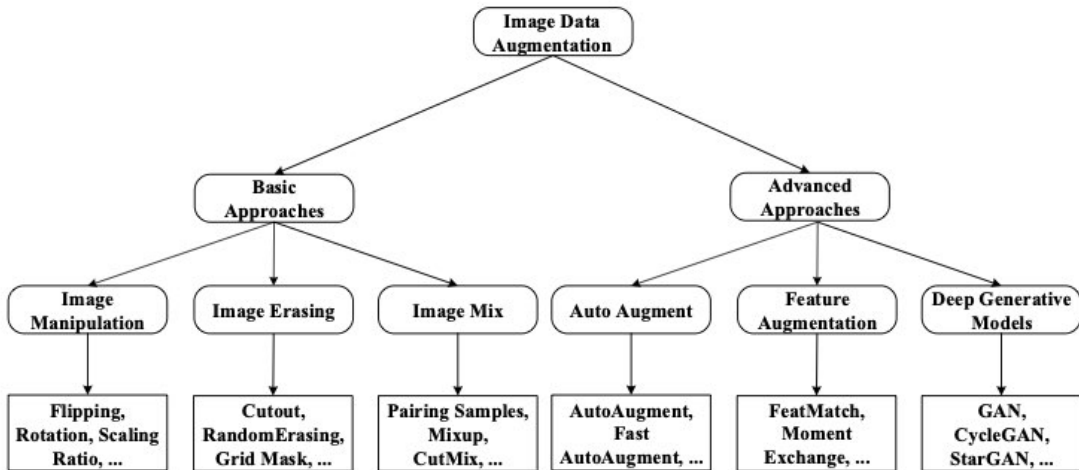 Image Data
Augmentation
Basic
Approaches
Advanced
Approaches
Image
Manipulation
Image Erasing
Image Mix
Auto Augment
Feature
Augmentation
Deep Generative
Models
Flipping,
Rotation, Scaling
Ratio, ...
Cutout,
RandomErasing,
Grid Mask, ...
Pairing Samples,
Mixup,
CutMix, ...
AutoAugment,
Fast
AutoAugment, ...
FeatMatch,
Moment
Exchange, ...
GAN,
CycleGAN,
StarGAN, ...